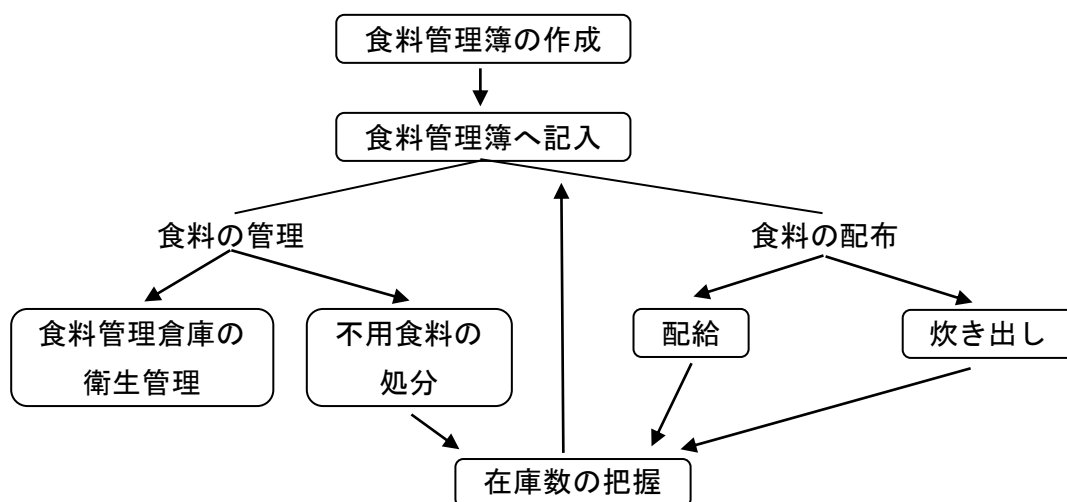 食料管理簿の作成
食料管理簿へ記入
食料の管理
食料の配布
食料管理倉庫の
衛生管理
不用食料の
処分
配給
炊き出し
在庫数の把握